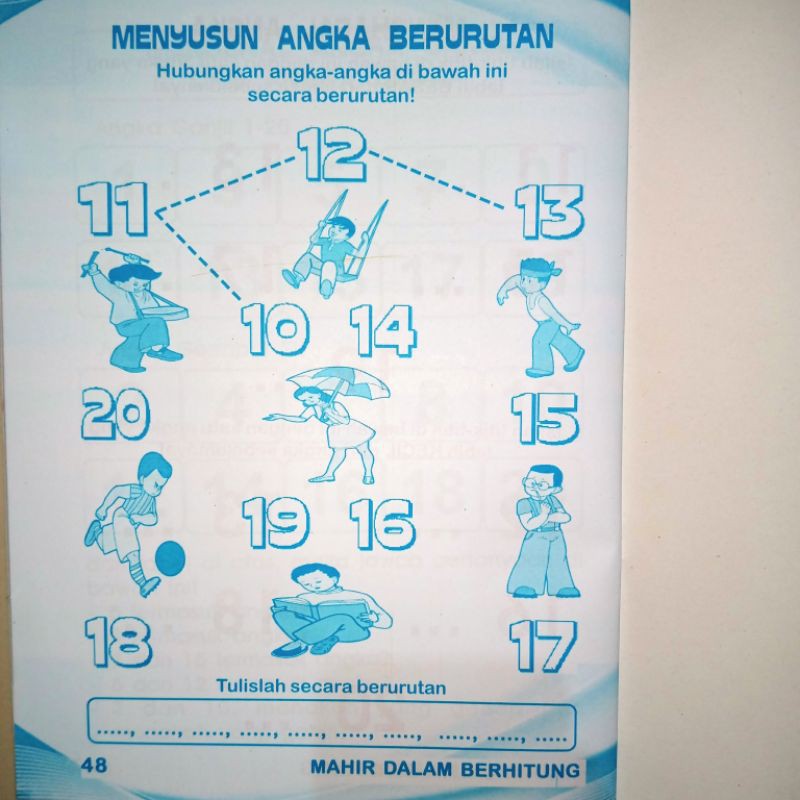 MENYUSUN ANGKA BERURUTAN
Hubungkan angka-angka di bawah ini
secara berurutan!
12
11 13
10 14
20 15
19 16
18 17
Tulislah secara berurutan
....., ....., ....., ....., ....., ....., ....., ....., ....., .....
48 MAHIR DALAM BERHITUNG